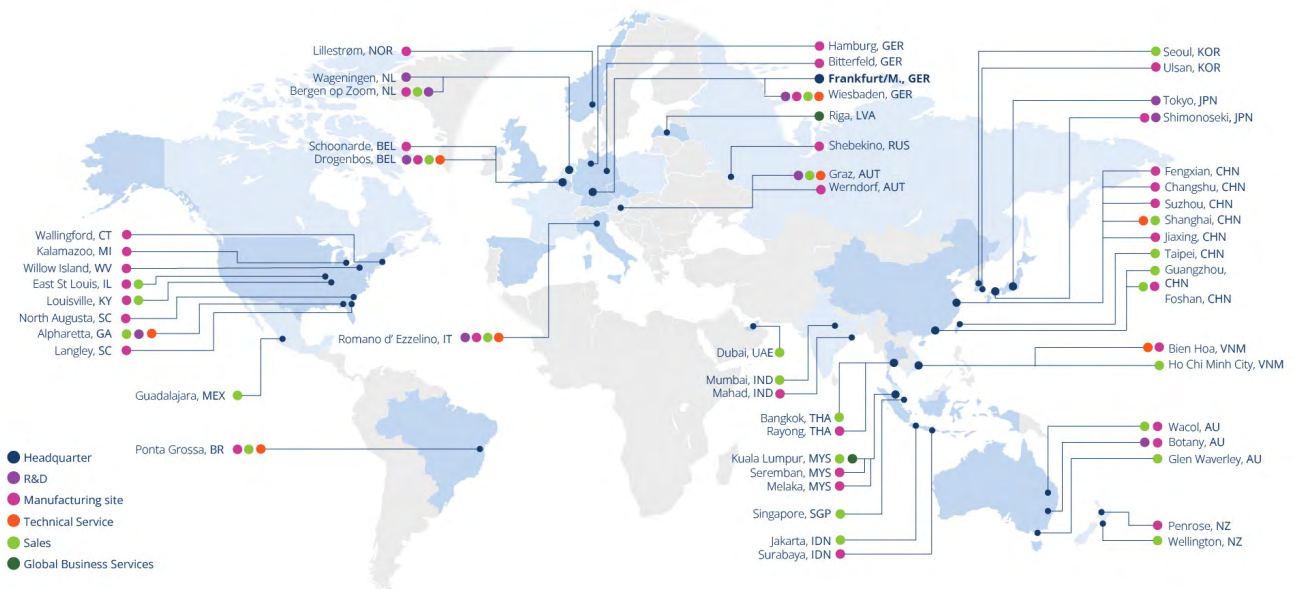 Lillestrøm, NOR
Wageningen, NL
Bergen op Zoom, NL
Schoonarde, BEL
Drogenbos, BEL
Hamburg, GER
Bitterfeld, GER
Frankfurt/M., GER
Wiesbaden, GER
Riga, LVA
Shebekino, RUS
Graz, AUT
Werndorf, AUT
Seoul, KOR
Ulsan, KOR
Tokyo, JPN
Shimonoseki, JPN
Fengxian, CHN
Changshu, CHN
Suzhou, CHN
Shanghai, CHN
Jiaxing, CHN
Taipei, CHN
Guangzhou,
CHN
Foshan, CHN
Wallingford, CT
Kalamazoo, MI
Willow Island, WV
East St Louis, IL
Louisville, KY
North Augusta, SC
Alpharetta, GA
Langley, SC
Romano d' Ezzelino, IT
Guadalajara, MEX
Ponta Grossa, BR
Dubai, UAE
Mumbai, IND
Mahad, IND
Bangkok, THA
Rayong, THA
Kuala Lumpur, MYS
Seremban, MYS
Melaka, MYS
Singapore, SGP
Jakarta, IDN
Surabaya, IDN
Bien Hoa, VNM
Ho Chi Minh City, VNM
Wacol, AU
Botany, AU
Glen Waverley, AU
Penrose, NZ
Wellington, NZ
Headquarter
R&D
Manufacturing site
Technical Service
Sales
Global Business Services